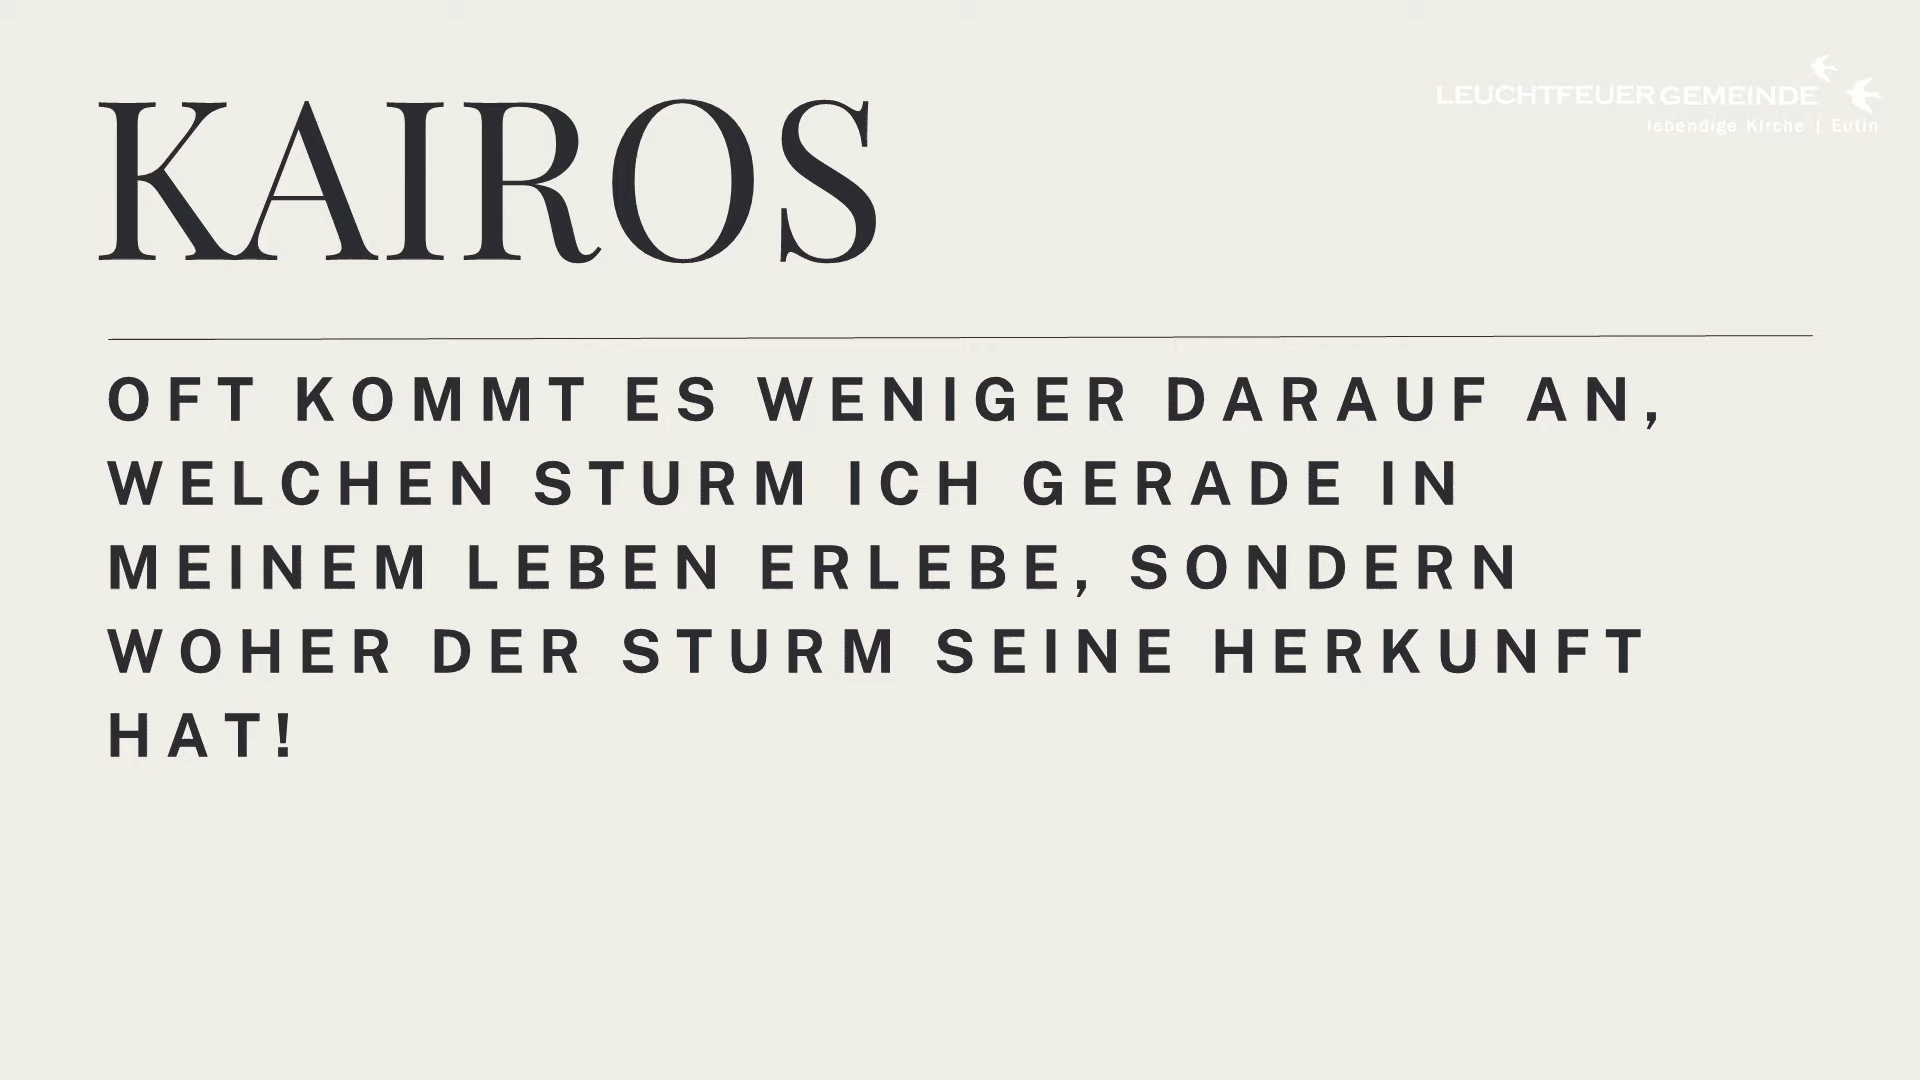 KAIROS
LEUCHTFEUER GEMEINDE
lebendige Kirche | Eutin
OFT KOMMT ES WENIGER DARAUF AN,
WELCHEN STURM ICH GERADE IN
MEINEM LEBEN ERLEBE, SONDERN
WOHER DER STURM SEINE HERKUNFT
HAT!